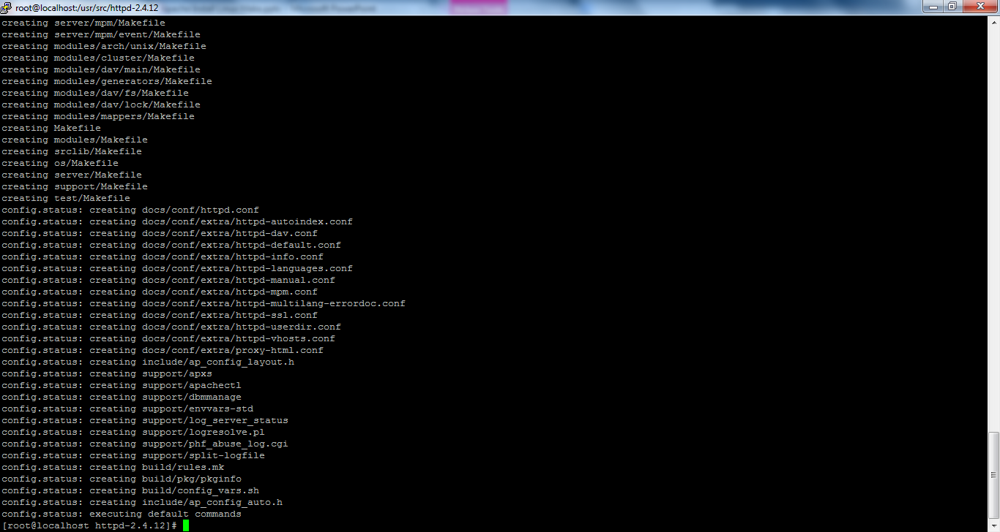 root@localhost:/usr/src/httpd-2.4.12
creating server/mpm/Makefile
creating server/mpm/event/Makefile
creating modules/arch/unix/Makefile
creating modules/cluster/Makefile
creating modules/dav/main/Makefile
creating modules/generators/Makefile
creating modules/dav/fs/Makefile
creating modules/dav/lock/Makefile
creating modules/mappers/Makefile
creating Makefile
creating modules/Makefile
creating srclib/Makefile
creating os/Makefile
creating server/Makefile
creating support/Makefile
creating test/Makefile
config.status: creating docs/conf/httpd.conf
config.status: creating docs/conf/extra/httpd-autoindex.conf
config.status: creating docs/conf/extra/httpd-dav.conf
config.status: creating docs/conf/extra/httpd-default.conf
config.status: creating docs/conf/extra/httpd-info.conf
config.status: creating docs/conf/extra/httpd-languages.conf
config.status: creating docs/conf/extra/httpd-manual.conf
config.status: creating docs/conf/extra/httpd-mpm.conf
config.status: creating docs/conf/extra/httpd-multilang-errordoc.conf
config.status: creating docs/conf/extra/httpd-ssl.conf
config.status: creating docs/conf/extra/httpd-userdir.conf
config.status: creating docs/conf/extra/httpd-vhosts.conf
config.status: creating docs/conf/extra/proxy-html.conf
config.status: creating include/ap_config_layout.h
config.status: creating support/apxs
config.status: creating support/apachectl
config.status: creating support/dbmmanage
config.status: creating support/envvars-std
config.status: creating support/log_server_status
config.status: creating support/logresolve.pl
config.status: creating support/phf_abuse_log.cgi
config.status: creating support/split-logfile
config.status: creating build/rules.mk
config.status: creating build/pkg/pkginfo
config.status: creating build/config_vars.sh
config.status: creating include/ap_config_auto.h
config.status: executing default commands
[root@localhost httpd-2.4.12]#